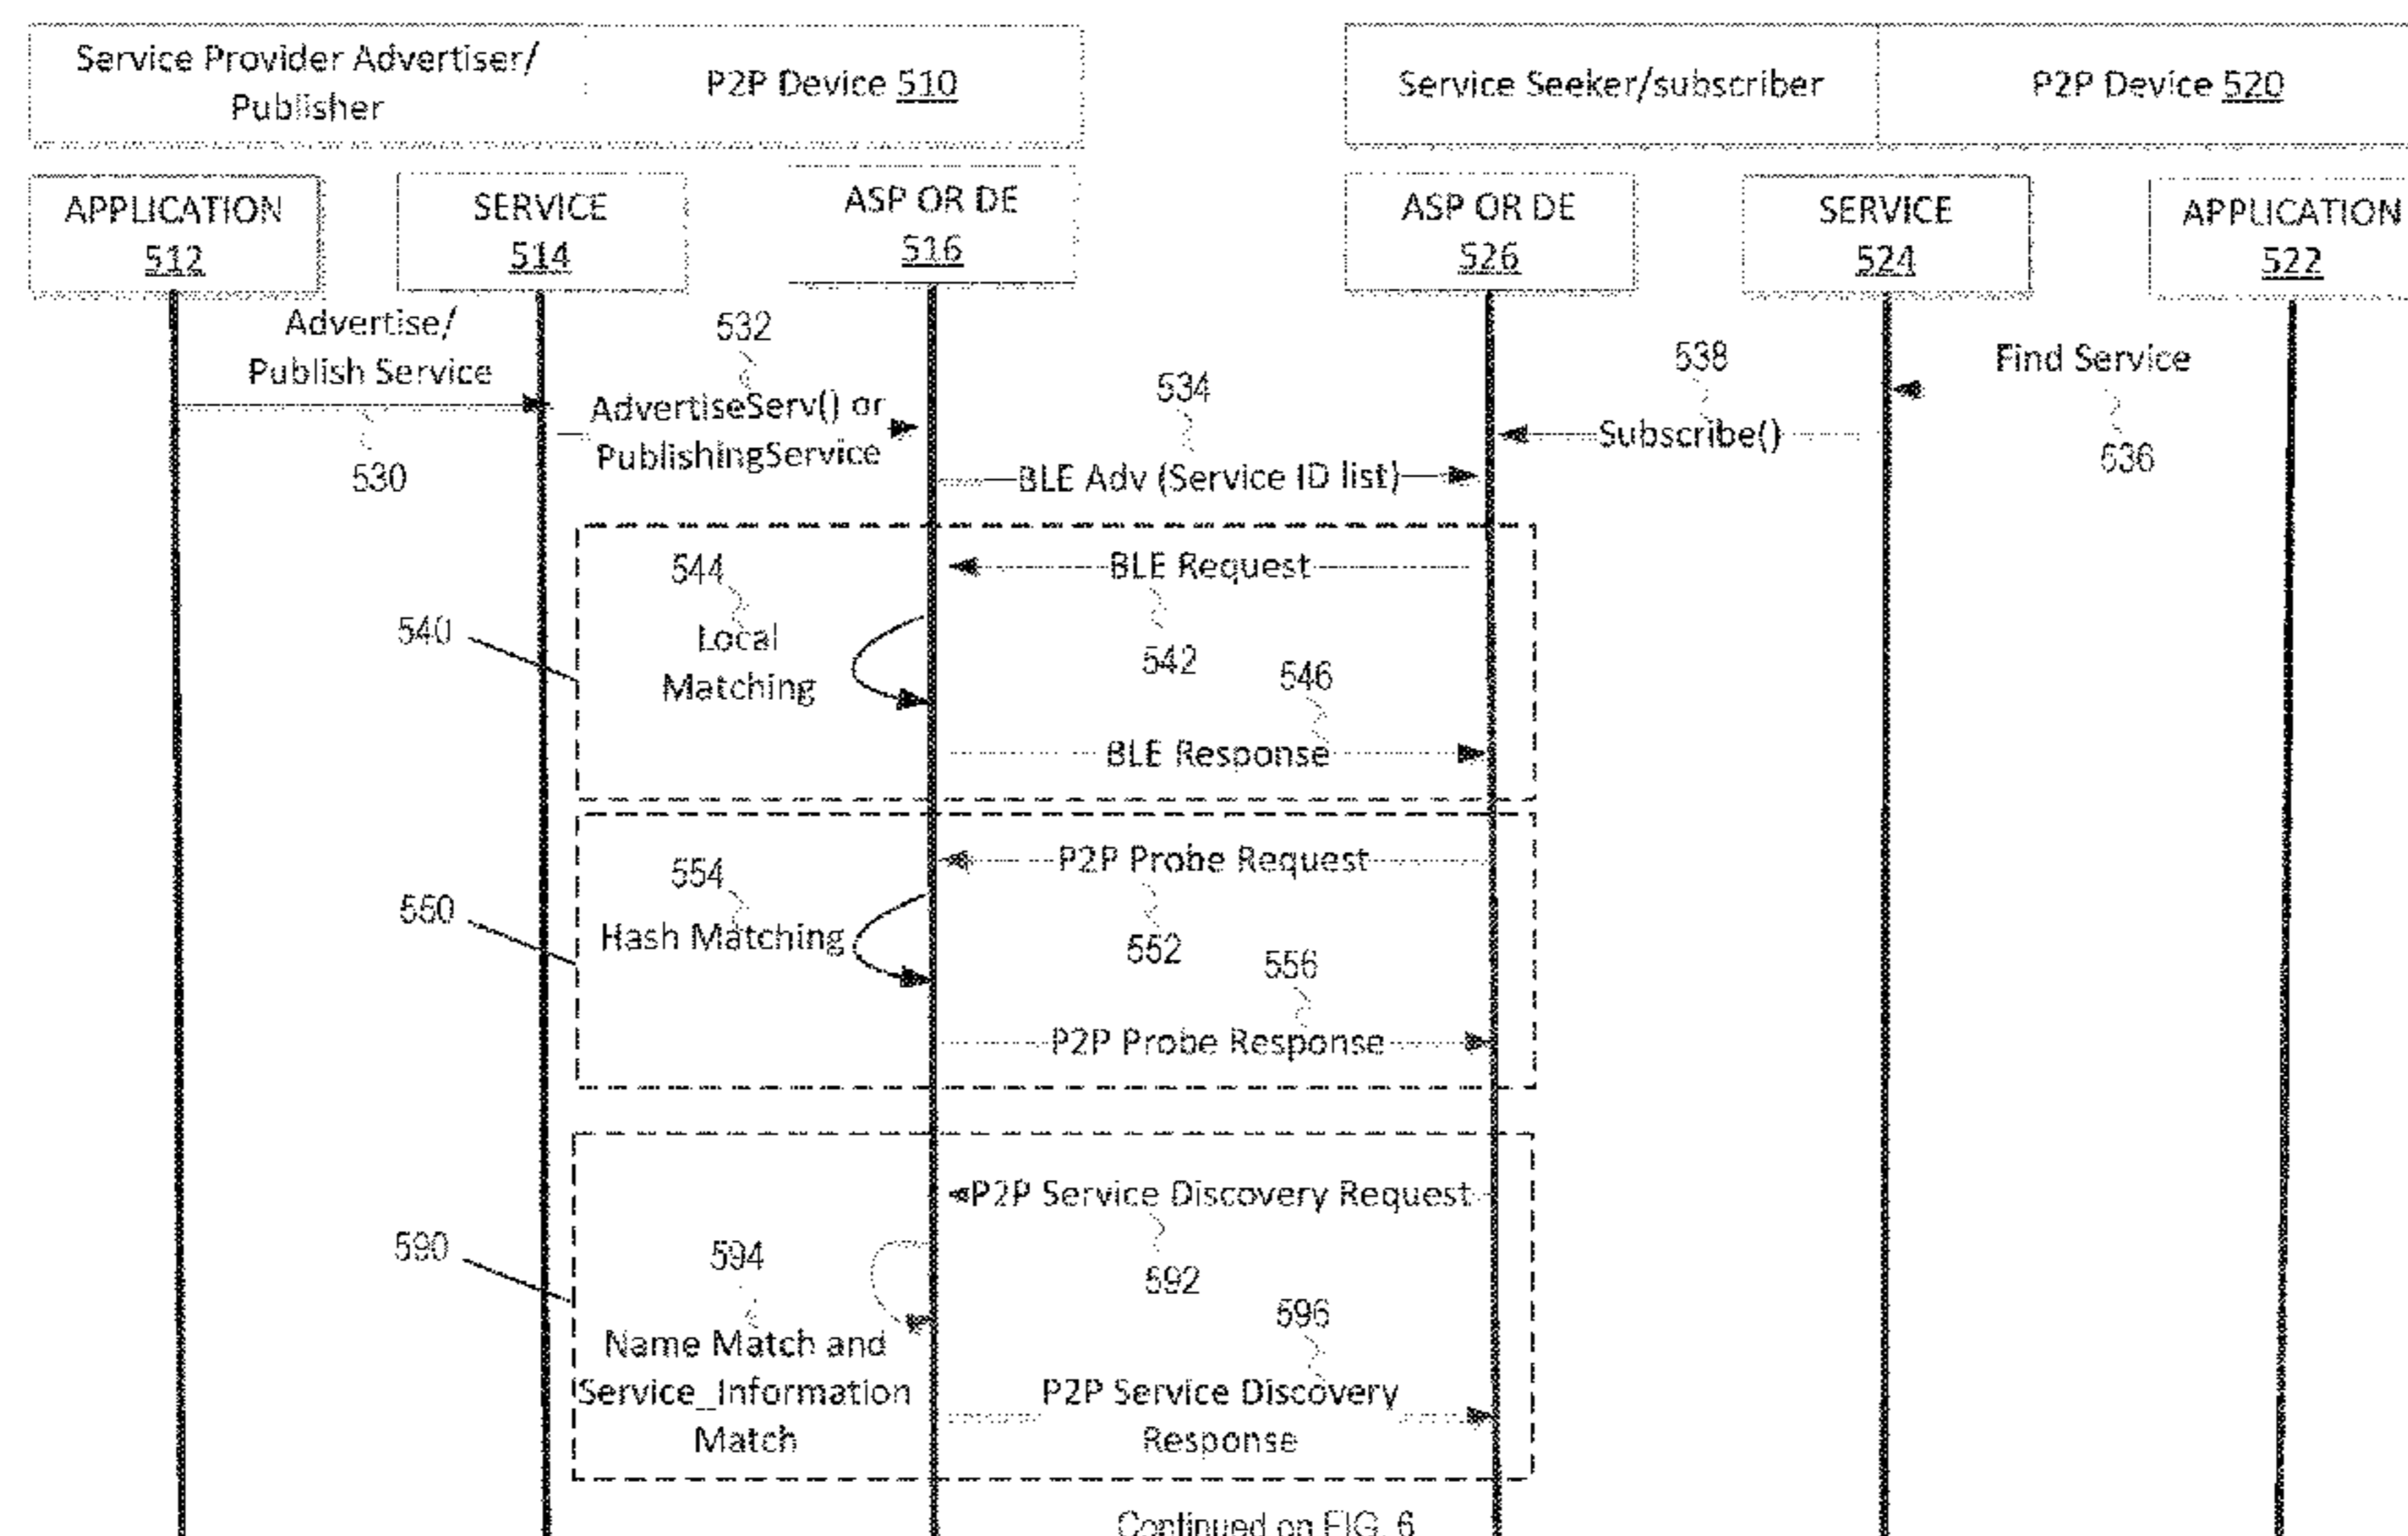 Service Provider Advertiser/
Publisher
P2P Device 510
Service Seeker/subscriber
P2P Device 520
APPLICATION
512
SERVICE
514
ASP OR DE
516
ASP OR DE
526
SERVICE
524
APPLICATION
522
Advertise/
Publish Service
530
532
AdvertiseServ() or
PublishingService
534
BLE Adv (Service ID list)
538
Subscribe()
Find Service
536
540
544
Local
Matching
BLE Request
542
546
BLE Response
550
554
Hash Matching
P2P Probe Request
552
556
P2P Probe Response
590
P2P Service Discovery Request
592
594
Name Match and
Service_Information
Match
596
P2P Service Discovery
Response
Continued on FIG. 6